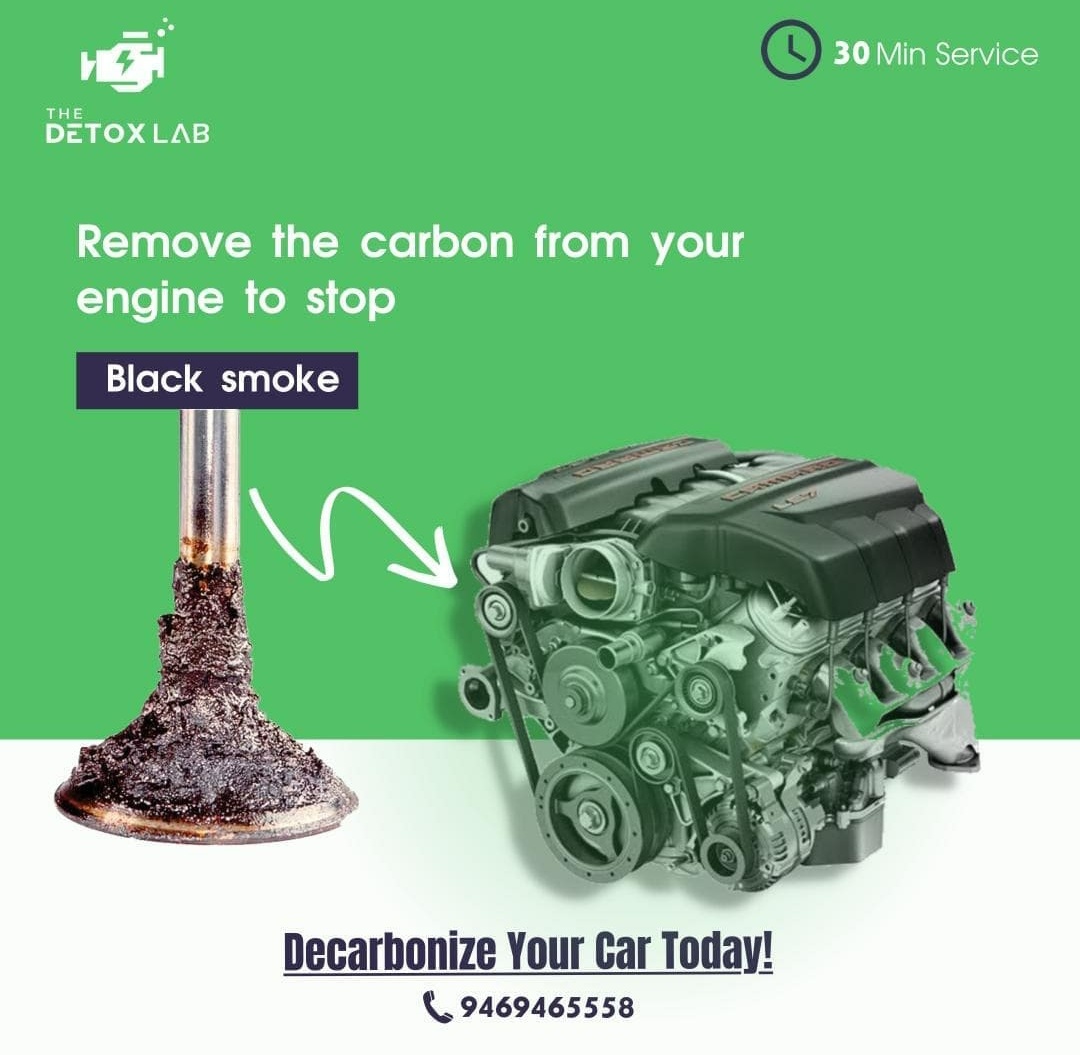 THE
DETOX LAB
30 Min Service
Remove the carbon from your
engine to stop
Black smoke
Decarbonize Your Car Today!
9469465558